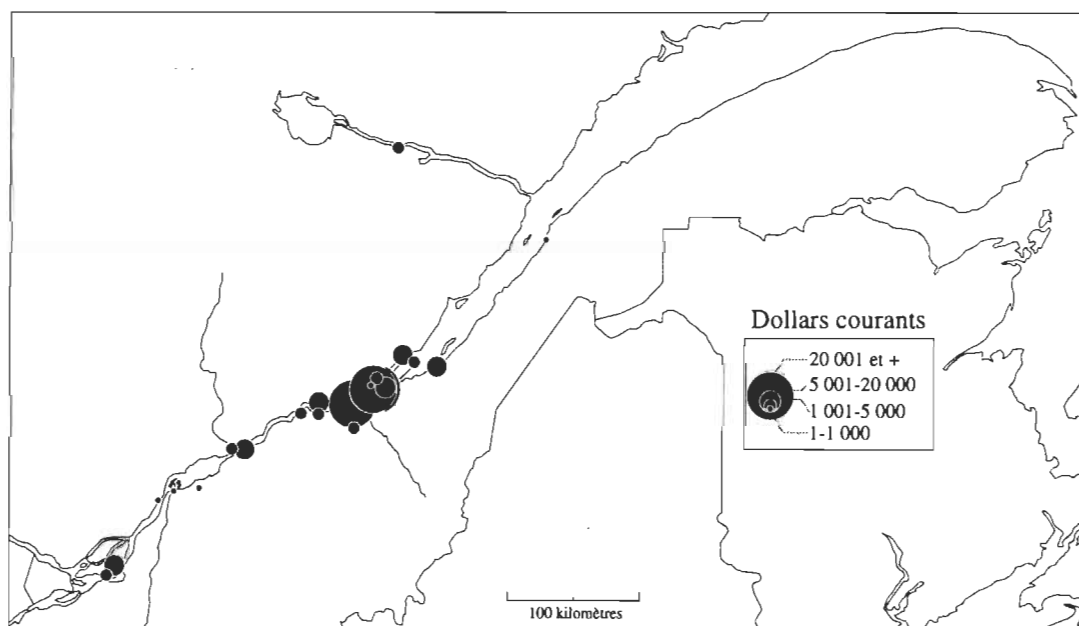 Dollars courants
20 001 et +
5 001-20 000
1 001-5 000
1-1 000
100 kilomètres